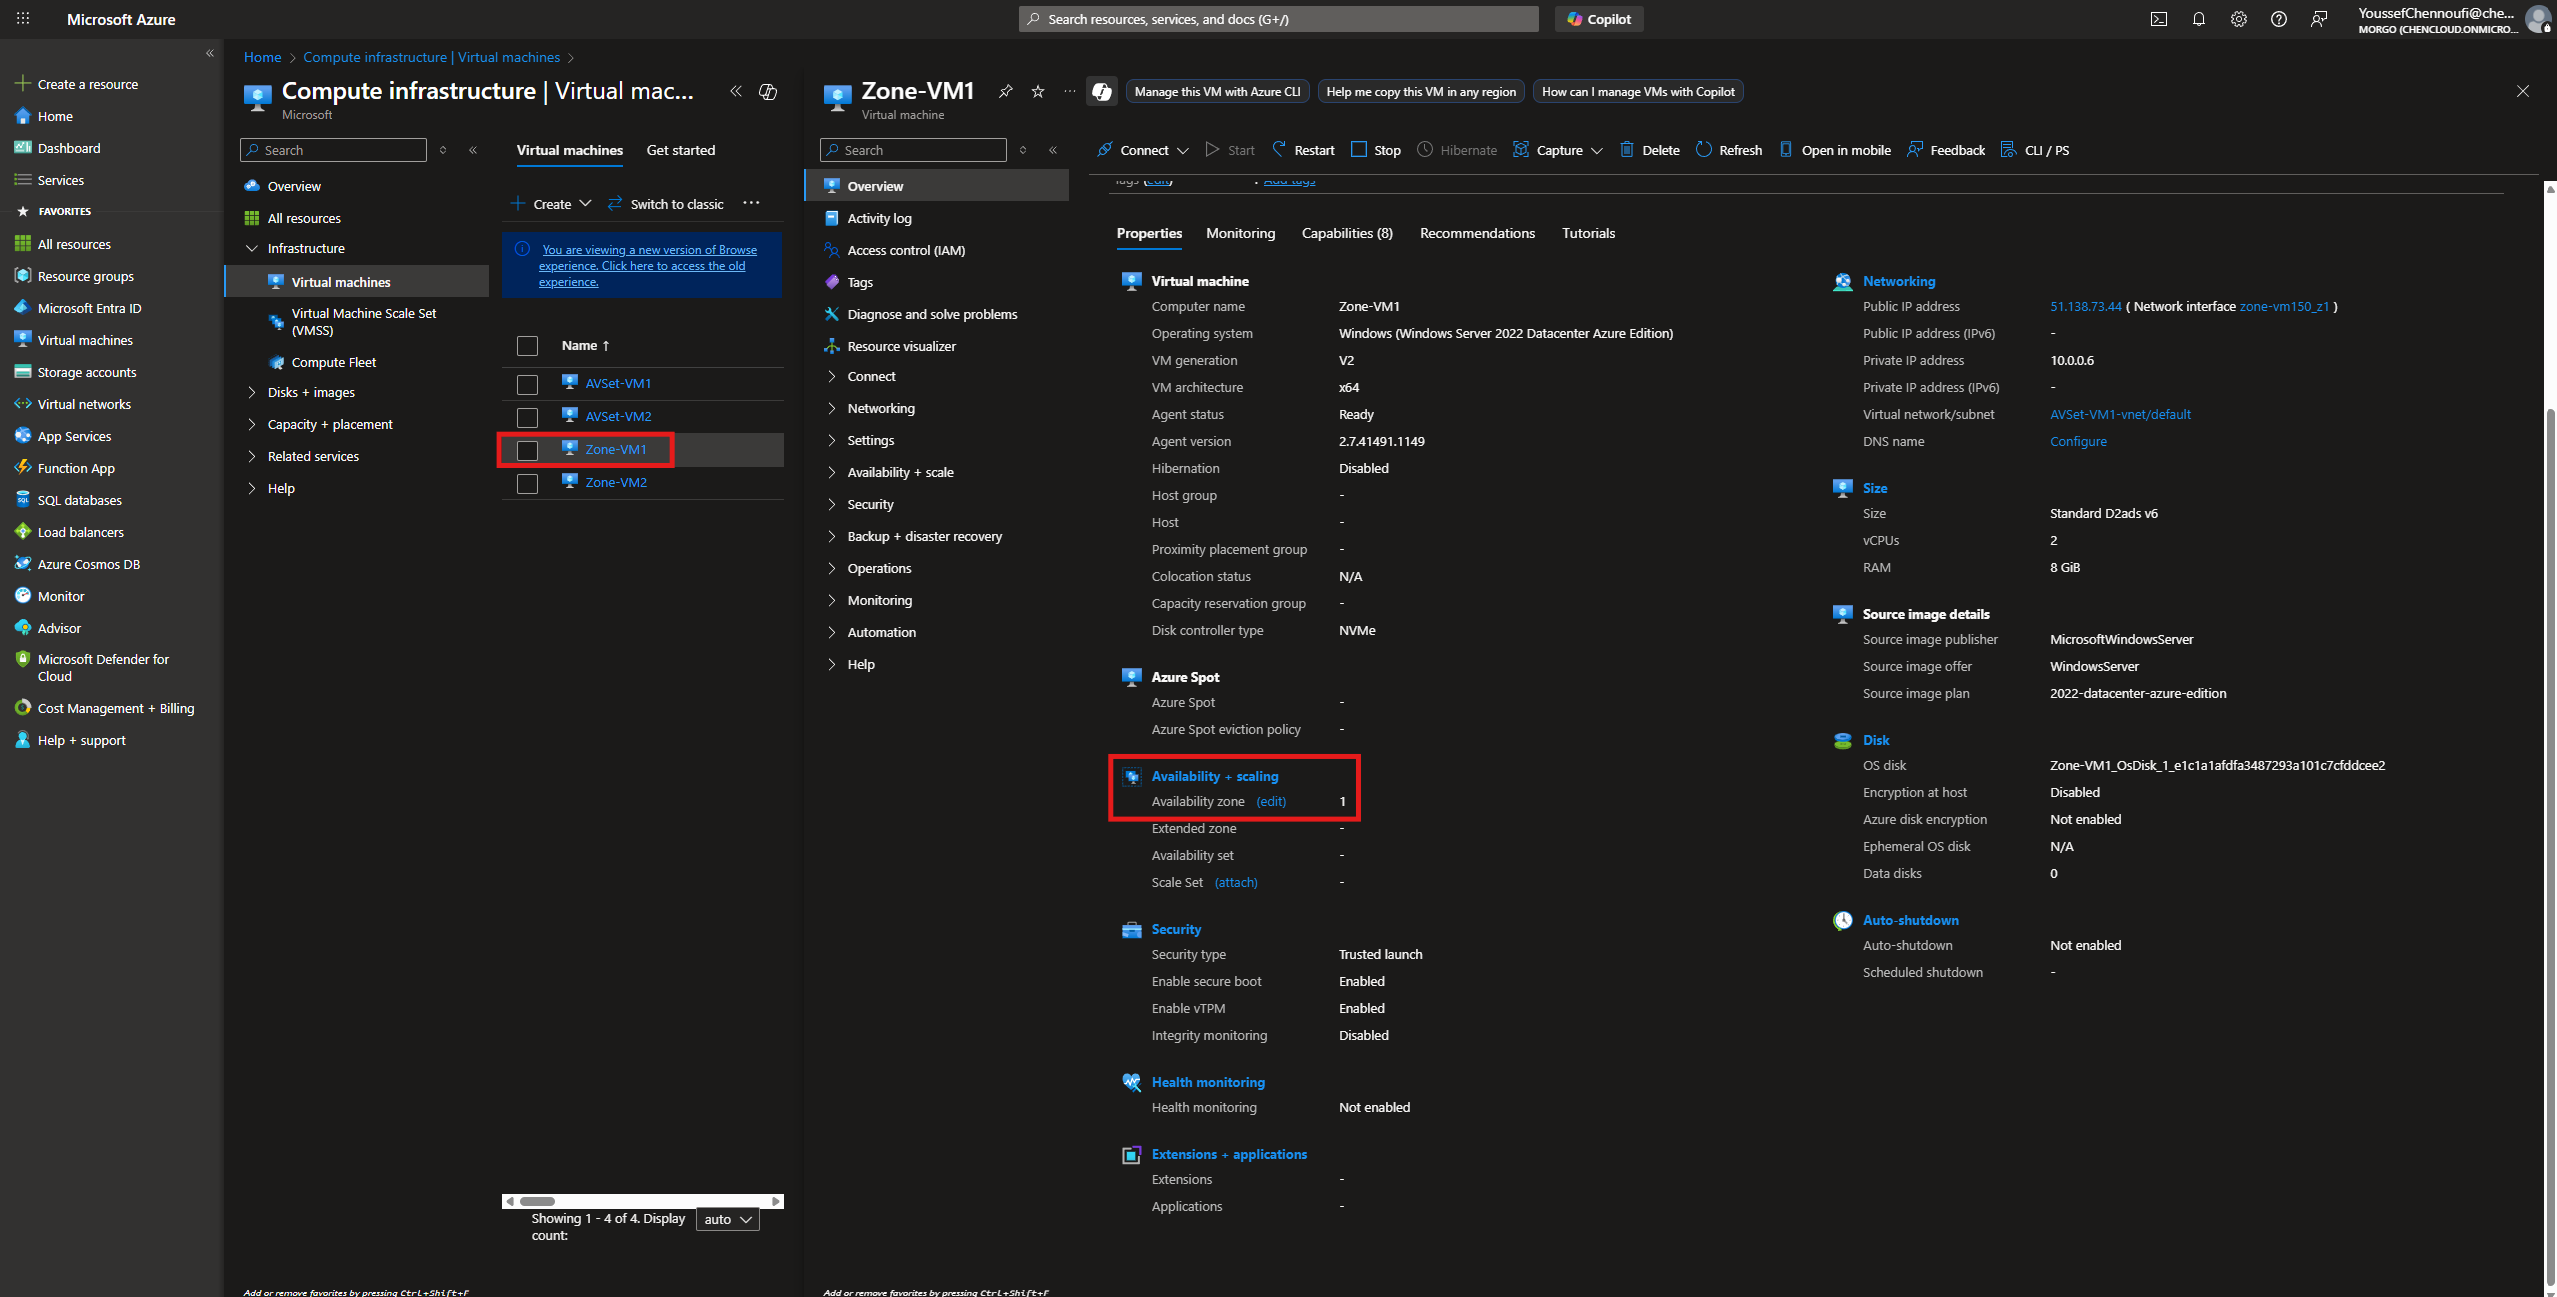 Microsoft Azure
Search resources, services, and docs (G+/)
Copilot
YoussefChennoufi@che...
MORGO (CHENCLOUD.ONMICRO...
Create a resource
Home
Dashboard
Services
FAVORITES
All resources
Resource groups
Microsoft Entra ID
Virtual machines
Storage accounts
Virtual networks
App Services
Function App
SQL databases
Load balancers
Azure Cosmos DB
Monitor
Advisor
Microsoft Defender for
Cloud
Cost Management + Billing
Help + support
Home > Compute infrastructure | Virtual machines >
Compute infrastructure | Virtual mac...
Microsoft
Search
Overview
All resources
Infrastructure
Virtual machines
Virtual Machine Scale Set
(VMSS)
Compute Fleet
Disks + images
Capacity + placement
Related services
Help
Add or remove favorites by pressing Ctrl+Shift+F
Virtual machines Get started
Create Switch to classic ...
You are viewing a new version of Browse
experience. Click here to access the old
experience.
Name ↑
AVSet-VM1
AVSet-VM2
Zone-VM1
Zone-VM2
Showing 1 - 4 of 4. Display
count:
auto
Zone-VM1
Virtual machine
Manage this VM with Azure CLI
Help me copy this VM in any region
How can I manage VMs with Copilot
Search
Overview
Activity log
Access control (IAM)
Tags
Diagnose and solve problems
Resource visualizer
Connect
Networking
Settings
Availability + scale
Security
Backup + disaster recovery
Operations
Monitoring
Automation
Help
Add or remove favorites by pressing Ctrl+Shift+F
Connect Start Restart Stop Hibernate Capture Delete Refresh Open in mobile Feedback CLI / PS
Tags (edit) : Add tags
Properties Monitoring Capabilities (8) Recommendations Tutorials
Virtual machine
Computer name Zone-VM1
Operating system Windows (Windows Server 2022 Datacenter Azure Edition)
VM generation V2
VM architecture x64
Agent status Ready
Agent version 2.7.41491.1149
Hibernation Disabled
Host group -
Host -
Proximity placement group -
Colocation status N/A
Capacity reservation group -
Disk controller type NVMe
Azure Spot
Azure Spot -
Azure Spot eviction policy -
Availability + scaling
Availability zone (edit) 1
Extended zone -
Availability set -
Scale Set (attach) -
Security
Security type Trusted launch
Enable secure boot Enabled
Enable vTPM Enabled
Integrity monitoring Disabled
Health monitoring
Health monitoring Not enabled
Extensions + applications
Extensions -
Applications -
Networking
Public IP address 51.138.73.44 ( Network interface zone-vm150_z1 )
Public IP address (IPv6) -
Private IP address 10.0.0.6
Private IP address (IPv6) -
Virtual network/subnet AVSet-VM1-vnet/default
DNS name Configure
Size
Size Standard D2ads v6
vCPUs 2
RAM 8 GiB
Source image details
Source image publisher MicrosoftWindowsServer
Source image offer WindowsServer
Source image plan 2022-datacenter-azure-edition
Disk
OS disk Zone-VM1_OsDisk_1_e1c1a1afdfa3487293a101c7cfddcee2
Encryption at host Disabled
Azure disk encryption Not enabled
Ephemeral OS disk N/A
Data disks 0
Auto-shutdown
Auto-shutdown Not enabled
Scheduled shutdown -